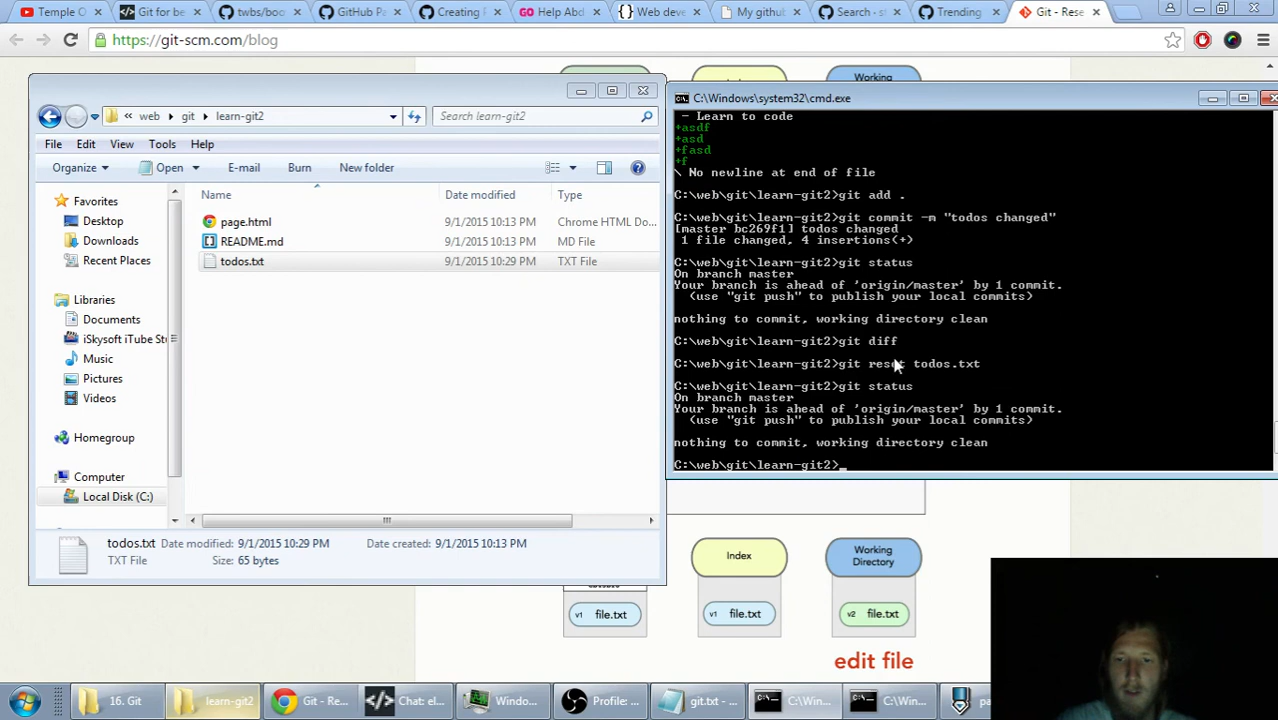 Temple O
Git for be
twbs/boo
GitHub Pa
Creating
Help Abd
Web deve
My github
Search - st
Trending
Git - Rese
https://git-scm.com/blog
Working
web
git
learn-git2
Search learn-git2
File
Edit
View
Tools
Help
Organize
Open
E-mail
Burn
New folder
Name
Date modified
Type
Favorites
Desktop
Downloads
Recent Places
Libraries
Documents
iSkysoft iTube St
Music
Pictures
Videos
Homegroup
Computer
Local Disk (C:)
page.html 9/1/2015 10:13 PM Chrome HTML Do...
README.md 9/1/2015 10:13 PM MD File
todos.txt 9/1/2015 10:29 PM TXT File
todos.txt Date modified: 9/1/2015 10:29 PM Date created: 9/1/2015 10:13 PM
TXT File Size: 65 bytes
C:\Windows\system32\cmd.exe
- Learn to code
+asdf
+asd
+fasd
+f
\ No newline at end of file
C:\web\git\learn-git2>git add .
C:\web\git\learn-git2>git commit -m "todos changed"
[master bc269f1] todos changed
1 file changed, 4 insertions(+)
C:\web\git\learn-git2>git status
On branch master
Your branch is ahead of 'origin/master' by 1 commit.
(use "git push" to publish your local commits)
nothing to commit, working directory clean
C:\web\git\learn-git2>git diff
C:\web\git\learn-git2>git reset todos.txt
C:\web\git\learn-git2>git status
On branch master
Your branch is ahead of 'origin/master' by 1 commit.
(use "git push" to publish your local commits)
nothing to commit, working directory clean
C:\web\git\learn-git2>_
Index
Working
Directory
v1 file.txt
v1 file.txt
v2 file.txt
edit file
16. Git
learn-git2
Git - Re...
Chat: el...
Windo...
Profile: ...
git.txt - ...
C:\Win...
C:\Win...